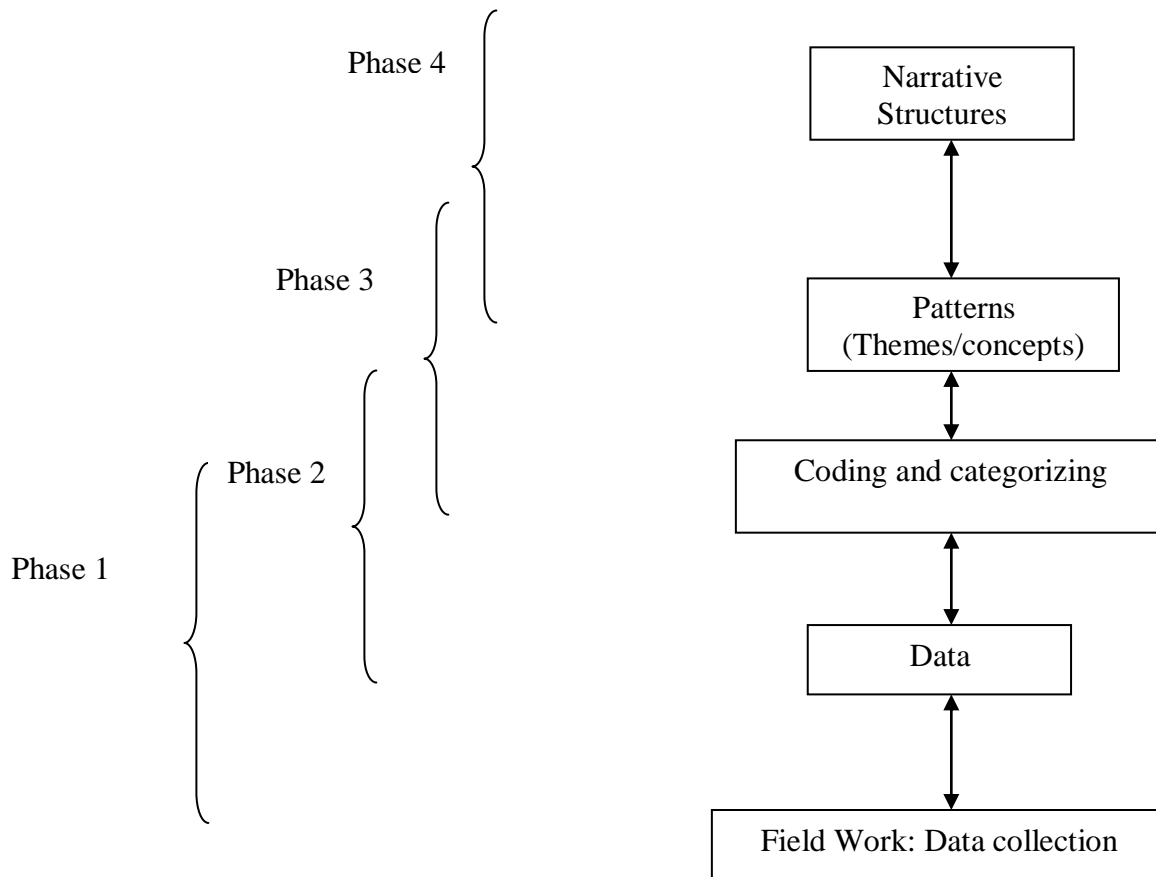 Phase 4
Narrative
Structures
Phase 3
Patterns
(Themes/concepts)
Phase 2
Coding and categorizing
Phase 1
Data
Field Work: Data collection